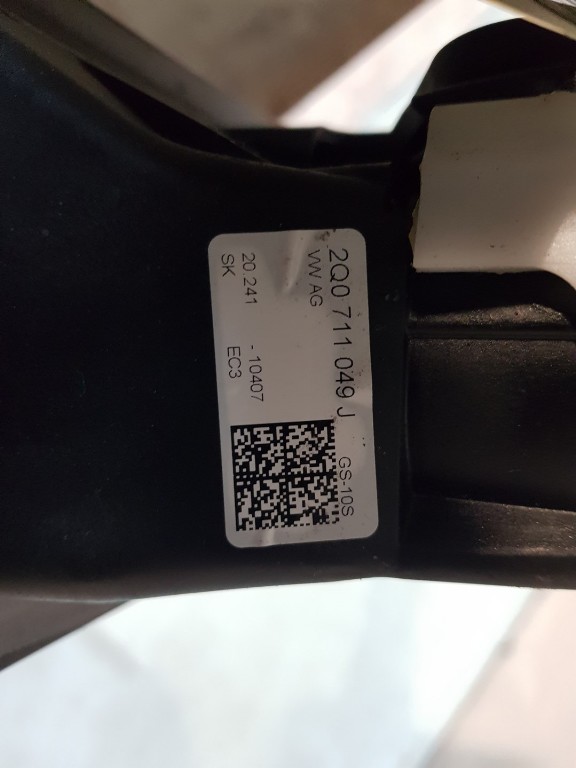 2Q0 711 049 J GS-10S
VW AG
20 241 - 10407
SK EC3